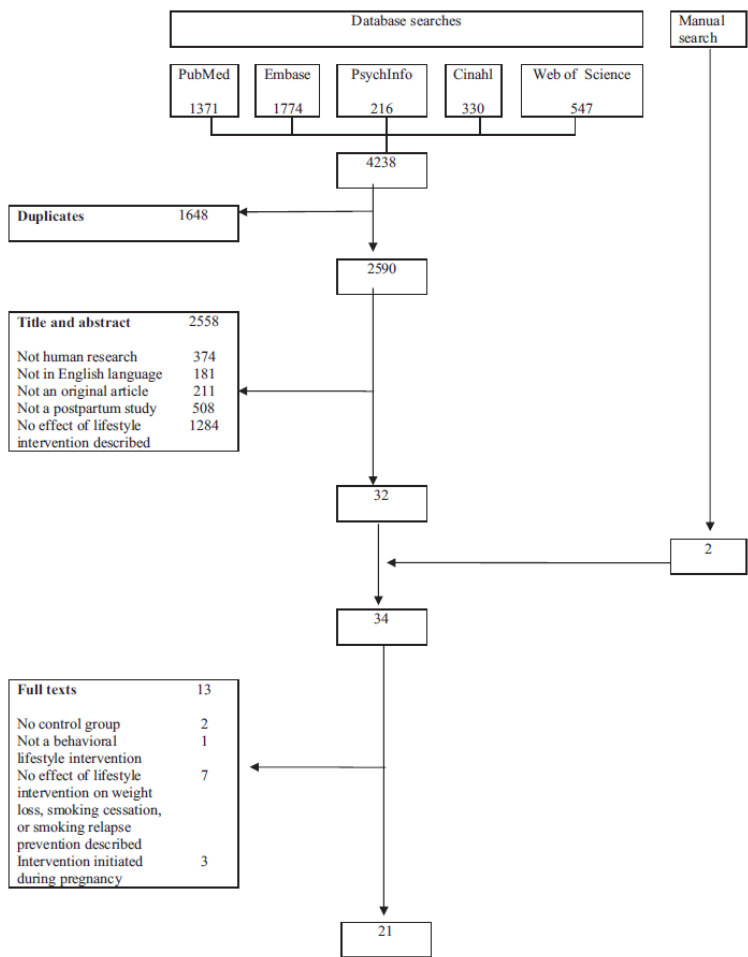 Database searches
Manual
search
PubMed
1371
Embase
1774
PsychInfo
216
Cinahl
330
Web of Science
547
4238
Duplicates 1648
2590
Title and abstract 2558
Not human research 374
Not in English language 181
Not an original article 211
Not a postpartum study 508
No effect of lifestyle 1284
intervention described
32
2
34
Full texts 13
No control group 2
Not a behavioral 1
lifestyle intervention
No effect of lifestyle 7
intervention on weight
loss, smoking cessation,
or smoking relapse
prevention described
Intervention initiated 3
during pregnancy
21